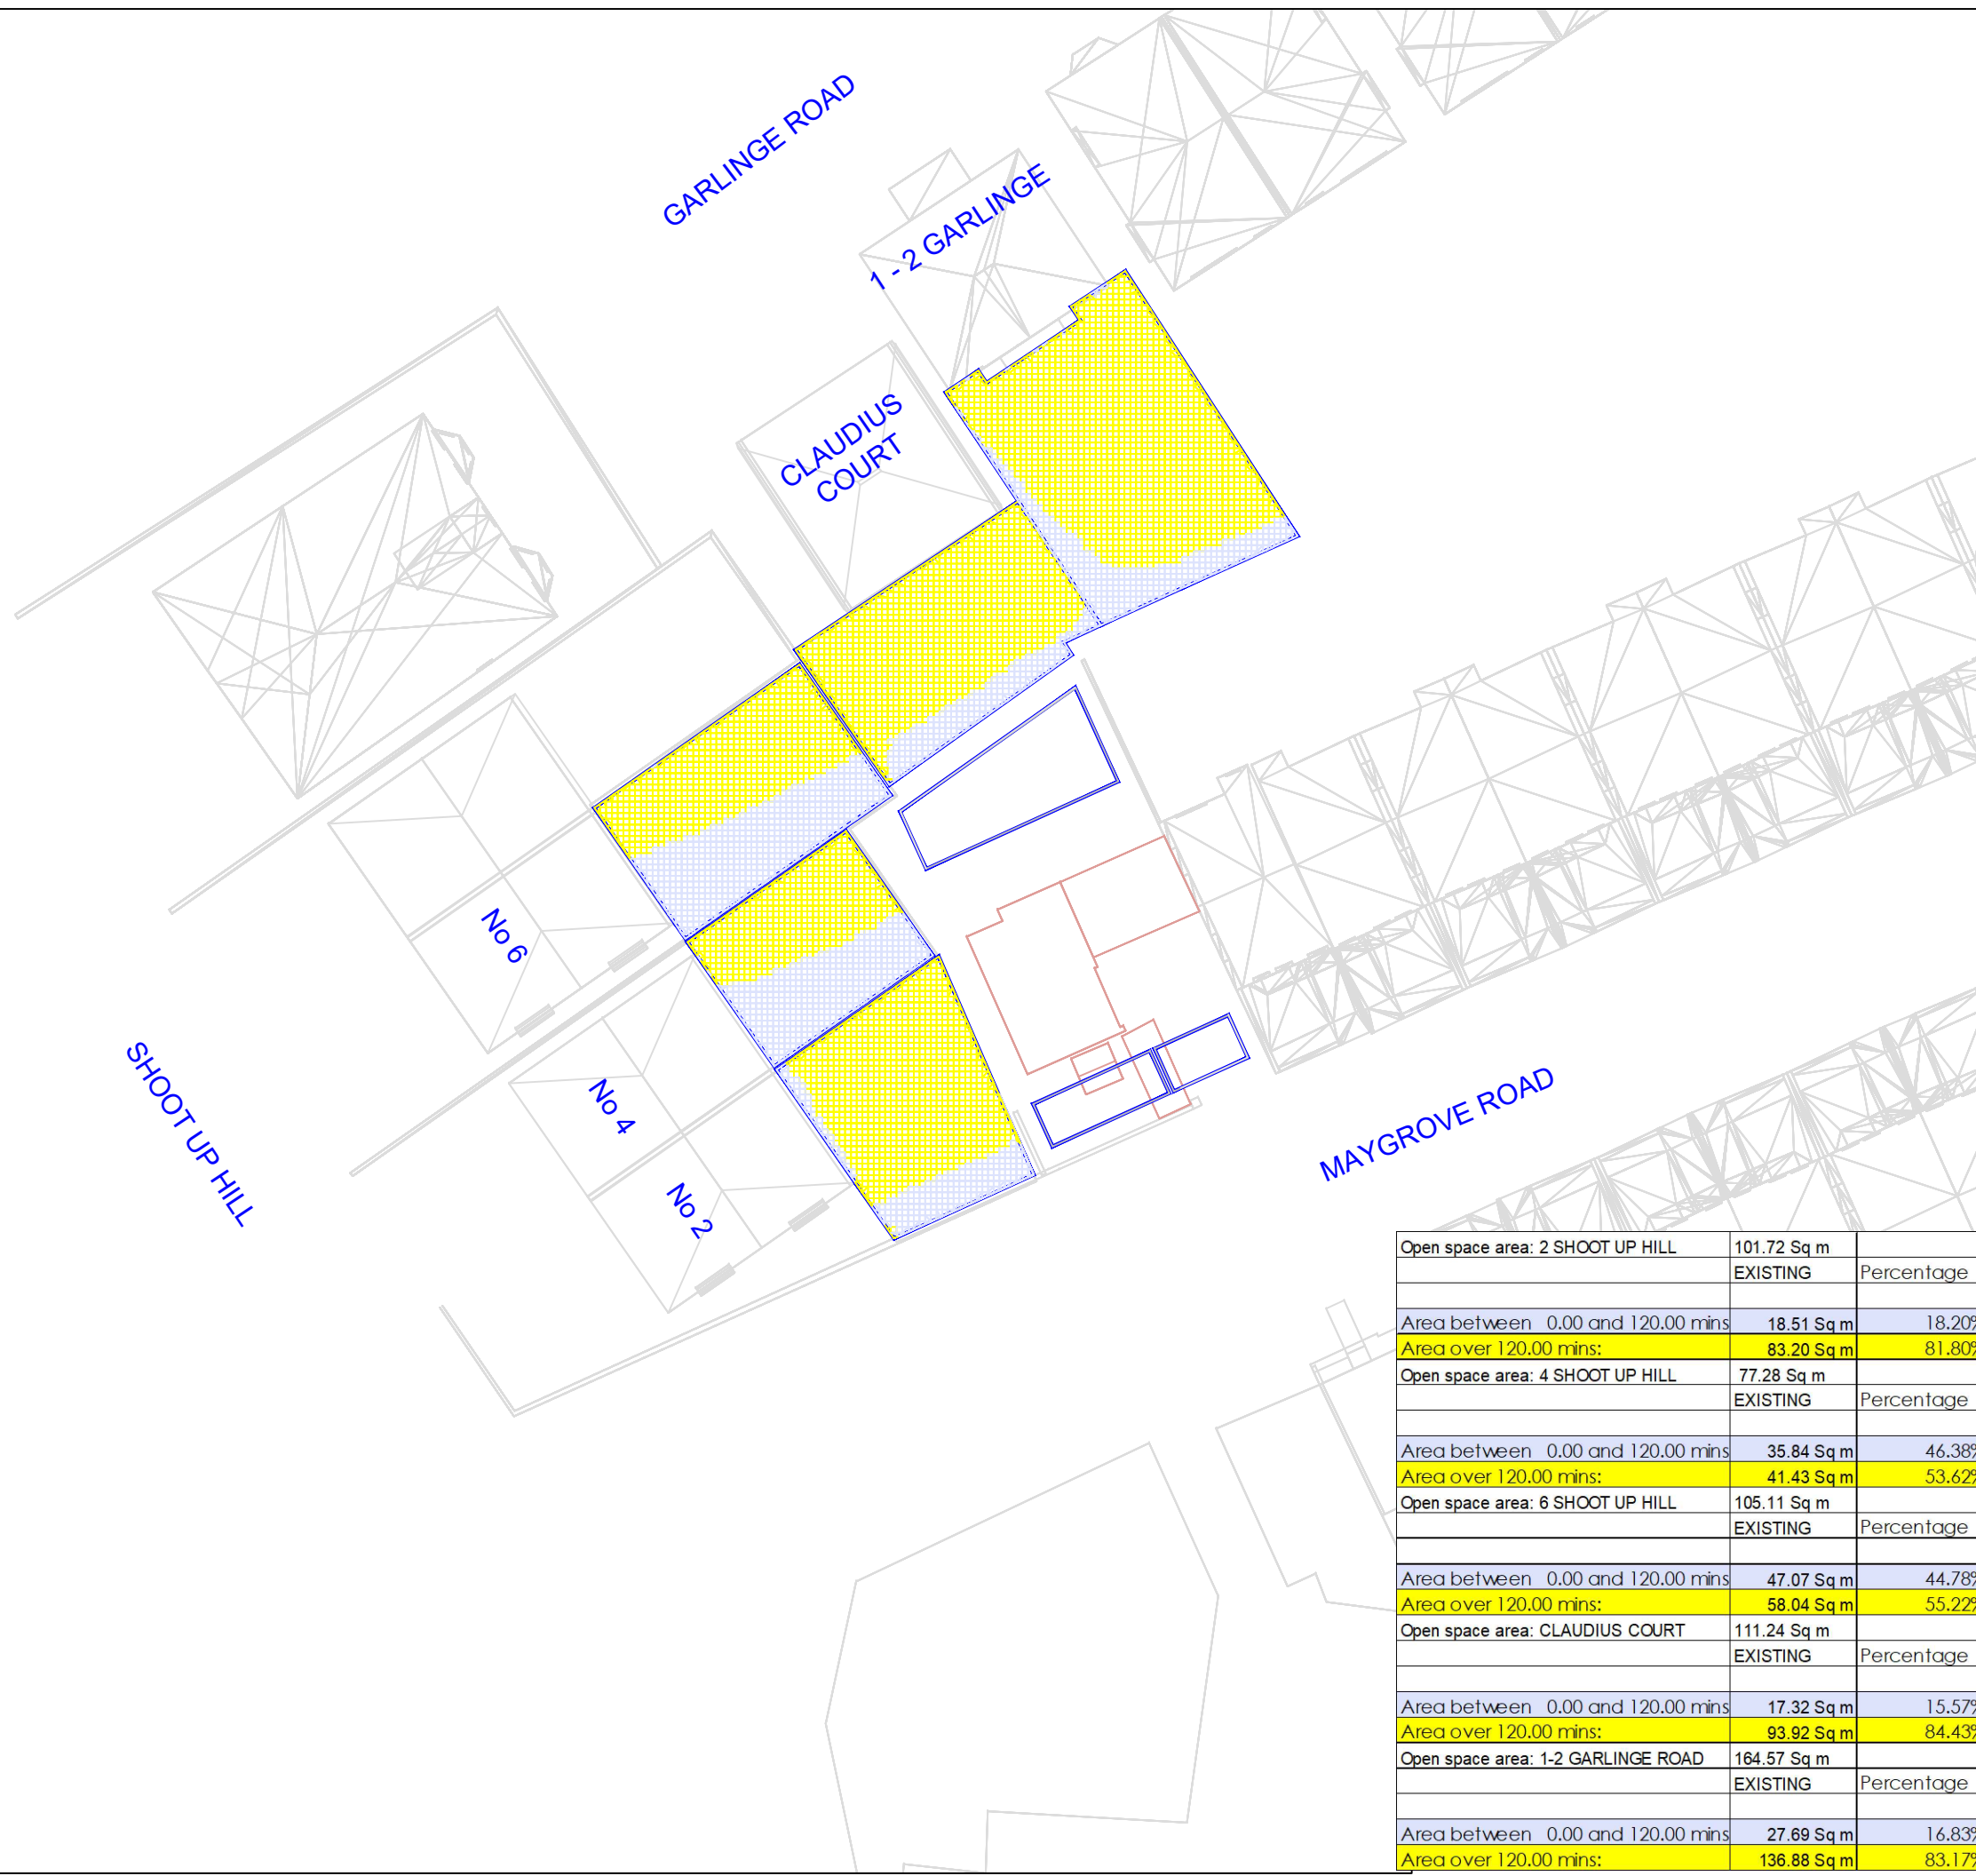 GARLINGE ROAD
1 - 2 GARLINGE
CLAUDIUS
COURT
No 6
No 4
No 2
SHOOT UP HILL
MAYGROVE ROAD
Open space area: 2 SHOOT UP HILL 101.72 Sq m
EXISTING Percentage
Area between 0.00 and 120.00 mins 18.51 Sq m 18.20%
Area over 120.00 mins: 83.20 Sq m 81.80%
Open space area: 4 SHOOT UP HILL 77.28 Sq m
EXISTING Percentage
Area between 0.00 and 120.00 mins 35.84 Sq m 46.38%
Area over 120.00 mins: 41.43 Sq m 53.62%
Open space area: 6 SHOOT UP HILL 105.11 Sq m
EXISTING Percentage
Area between 0.00 and 120.00 mins 47.07 Sq m 44.78%
Area over 120.00 mins: 58.04 Sq m 55.22%
Open space area: CLAUDIUS COURT 111.24 Sq m
EXISTING Percentage
Area between 0.00 and 120.00 mins 17.32 Sq m 15.57%
Area over 120.00 mins: 93.92 Sq m 84.43%
Open space area: 1-2 GARLINGE ROAD 164.57 Sq m
EXISTING Percentage
Area between 0.00 and 120.00 mins 27.69 Sq m 16.83%
Area over 120.00 mins: 136.88 Sq m 83.17%